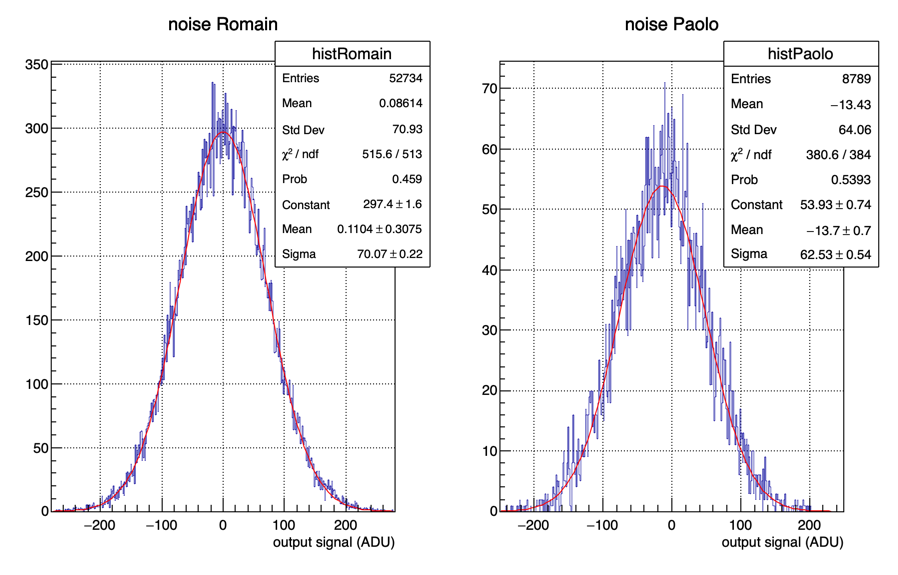 noise Romain
histRomain
Entries 52734
Mean 0.08614
Std Dev 70.93
χ² / ndf 515.6 / 513
Prob 0.459
Constant 297.4 ± 1.6
Mean 0.1104 ± 0.3075
Sigma 70.07 ± 0.22
350
300
250
200
150
100
50
0
−200 −100 0 100 200
output signal (ADU)
noise Paolo
histPaolo
Entries 8789
Mean −13.43
Std Dev 64.06
χ² / ndf 380.6 / 384
Prob 0.5393
Constant 53.93 ± 0.74
Mean −13.7 ± 0.7
Sigma 62.53 ± 0.54
70
60
50
40
30
20
10
0
−200 −100 0 100 200
output signal (ADU)